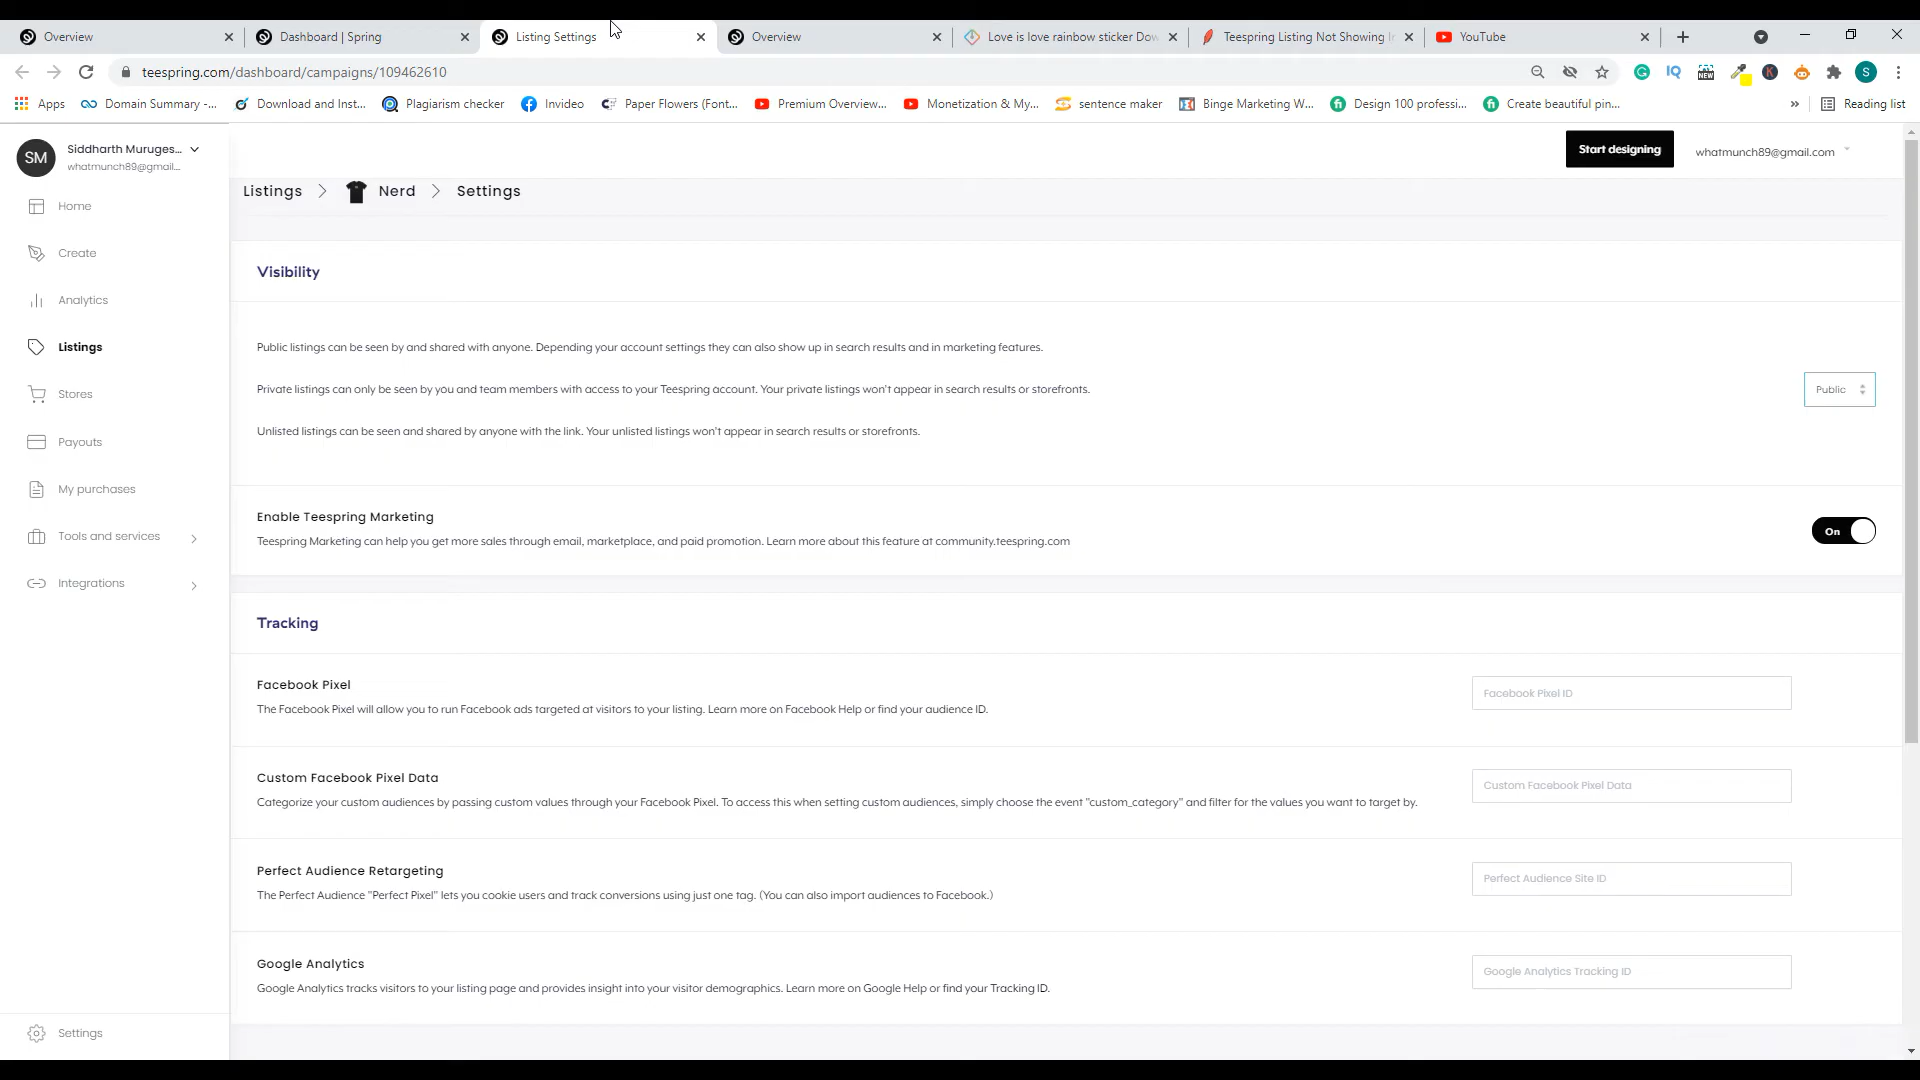 Overview
Dashboard | Spring
Listing Settings
Overview
Love is love rainbow sticker Dow
Teespring Listing Not Showing In
YouTube
teespring.com/dashboard/campaigns/109462610
IQ
NEW
K
S
Apps
Domain Summary -...
Download and Inst...
Plagiarism checker
Invideo
Paper Flowers (Font...
Premium Overview...
Monetization & My...
sentence maker
Binge Marketing W...
Design 100 professi...
Create beautiful pin...
»
Reading list
SM
Siddharth Muruges...
whatmunch89@gmail....
Start designing
whatmunch89@gmail.com
Home
Create
Analytics
Listings
Stores
Payouts
My purchases
Tools and services
Integrations
Settings
Listings > Nerd > Settings
Visibility
Public listings can be seen by and shared with anyone. Depending your account settings they can also show up in search results and in marketing features.
Private listings can only be seen by you and team members with access to your Teespring account. Your private listings won't appear in search results or storefronts.
Public
Unlisted listings can be seen and shared by anyone with the link. Your unlisted listings won't appear in search results or storefronts.
Enable Teespring Marketing
Teespring Marketing can help you get more sales through email, marketplace, and paid promotion. Learn more about this feature at community.teespring.com
On
Tracking
Facebook Pixel
The Facebook Pixel will allow you to run Facebook ads targeted at visitors to your listing. Learn more on Facebook Help or find your audience ID.
Facebook Pixel ID
Custom Facebook Pixel Data
Categorize your custom audiences by passing custom values through your Facebook Pixel. To access this when setting custom audiences, simply choose the event "custom_category" and filter for the values you want to target by.
Custom Facebook Pixel Data
Perfect Audience Retargeting
The Perfect Audience "Perfect Pixel" lets you cookie users and track conversions using just one tag. (You can also import audiences to Facebook.)
Perfect Audience Site ID
Google Analytics
Google Analytics tracks visitors to your listing page and provides insight into your visitor demographics. Learn more on Google Help or find your Tracking ID.
Google Analytics Tracking ID